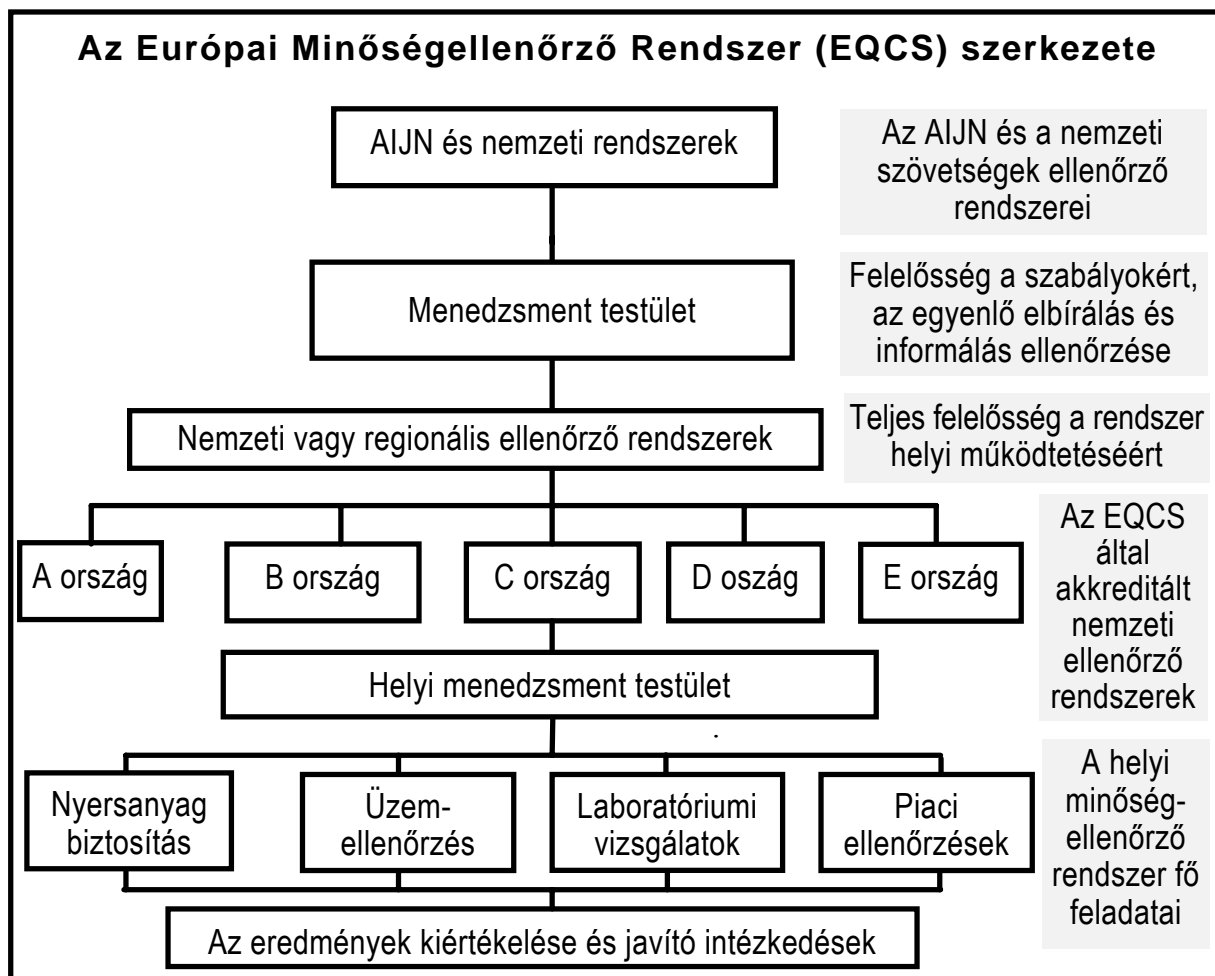 Az Európai Minőségellenőrző Rendszer (EQCS) szerkezete
AIJN és nemzeti rendszerek
Az AIJN és a nemzeti
szövetségek ellenőrző
rendszerei
Menedzsment testület
Felelősség a szabályokért,
az egyenlő elbírálás és
informálás ellenőrzése
Nemzeti vagy regionális ellenőrző rendszerek
Teljes felelősség a rendszer
helyi működtetéséért
A ország
B ország
C ország
D oszág
E ország
Az EQCS
által
akkreditált
nemzeti
ellenőrző
rendszerek
Helyi menedzsment testület
Nyersanyag
biztosítás
Üzem-
ellenőrzés
Laboratóriumi
vizsgálatok
Piaci
ellenőrzések
A helyi
minőség-
ellenőrző
rendszer fő
feladatai
Az eredmények kiértékelése és javító intézkedések